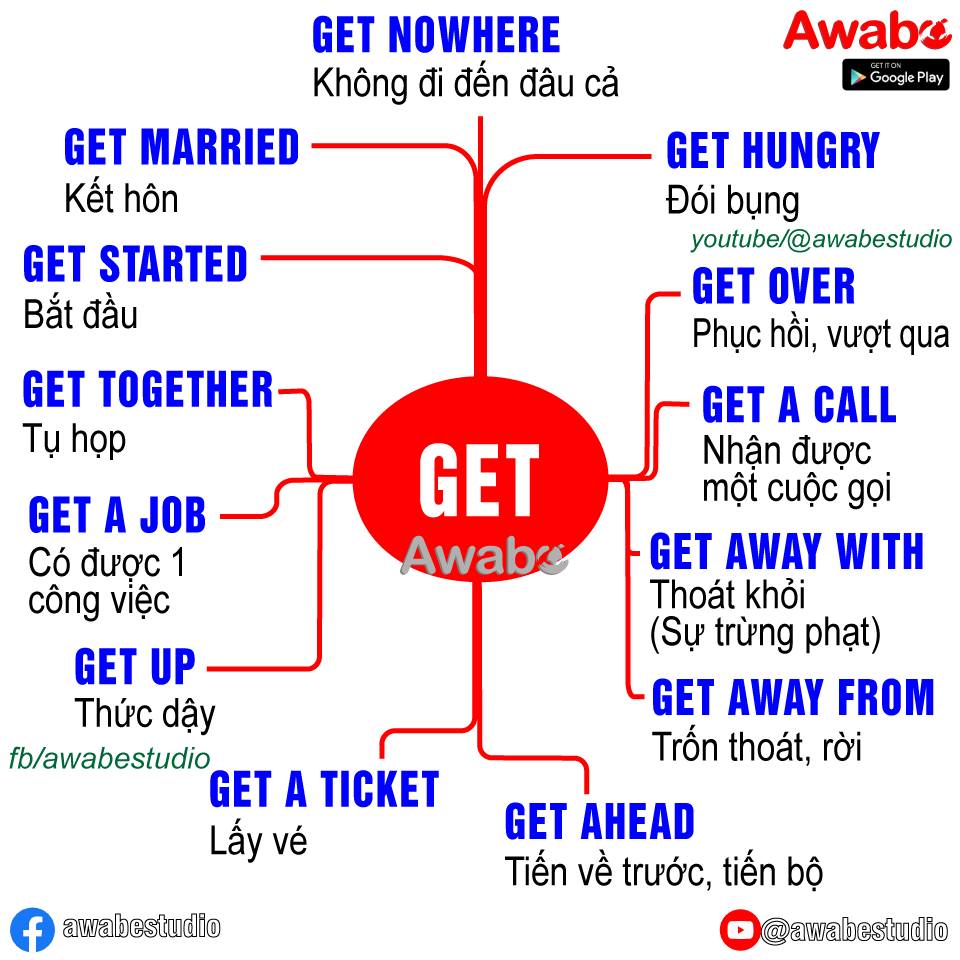 GET NOWHERE
Không đi đến đâu cả
Awabe
GET IT ON
Google Play
GET MARRIED
Kết hôn
GET HUNGRY
Đói bụng
youtube/@awabestudio
GET STARTED
Bắt đầu
GET OVER
Phục hồi, vượt qua
GET TOGETHER
Tụ họp
GET A CALL
Nhận được
một cuộc gọi
GET
Awabe
GET A JOB
Có được 1
công việc
GET AWAY WITH
Thoát khỏi
(Sự trừng phạt)
GET UP
Thức dậy
fb/awabestudio
GET AWAY FROM
Trốn thoát, rời
GET A TICKET
Lấy vé
GET AHEAD
Tiến về trước, tiến bộ
awabestudio
@awabestudio